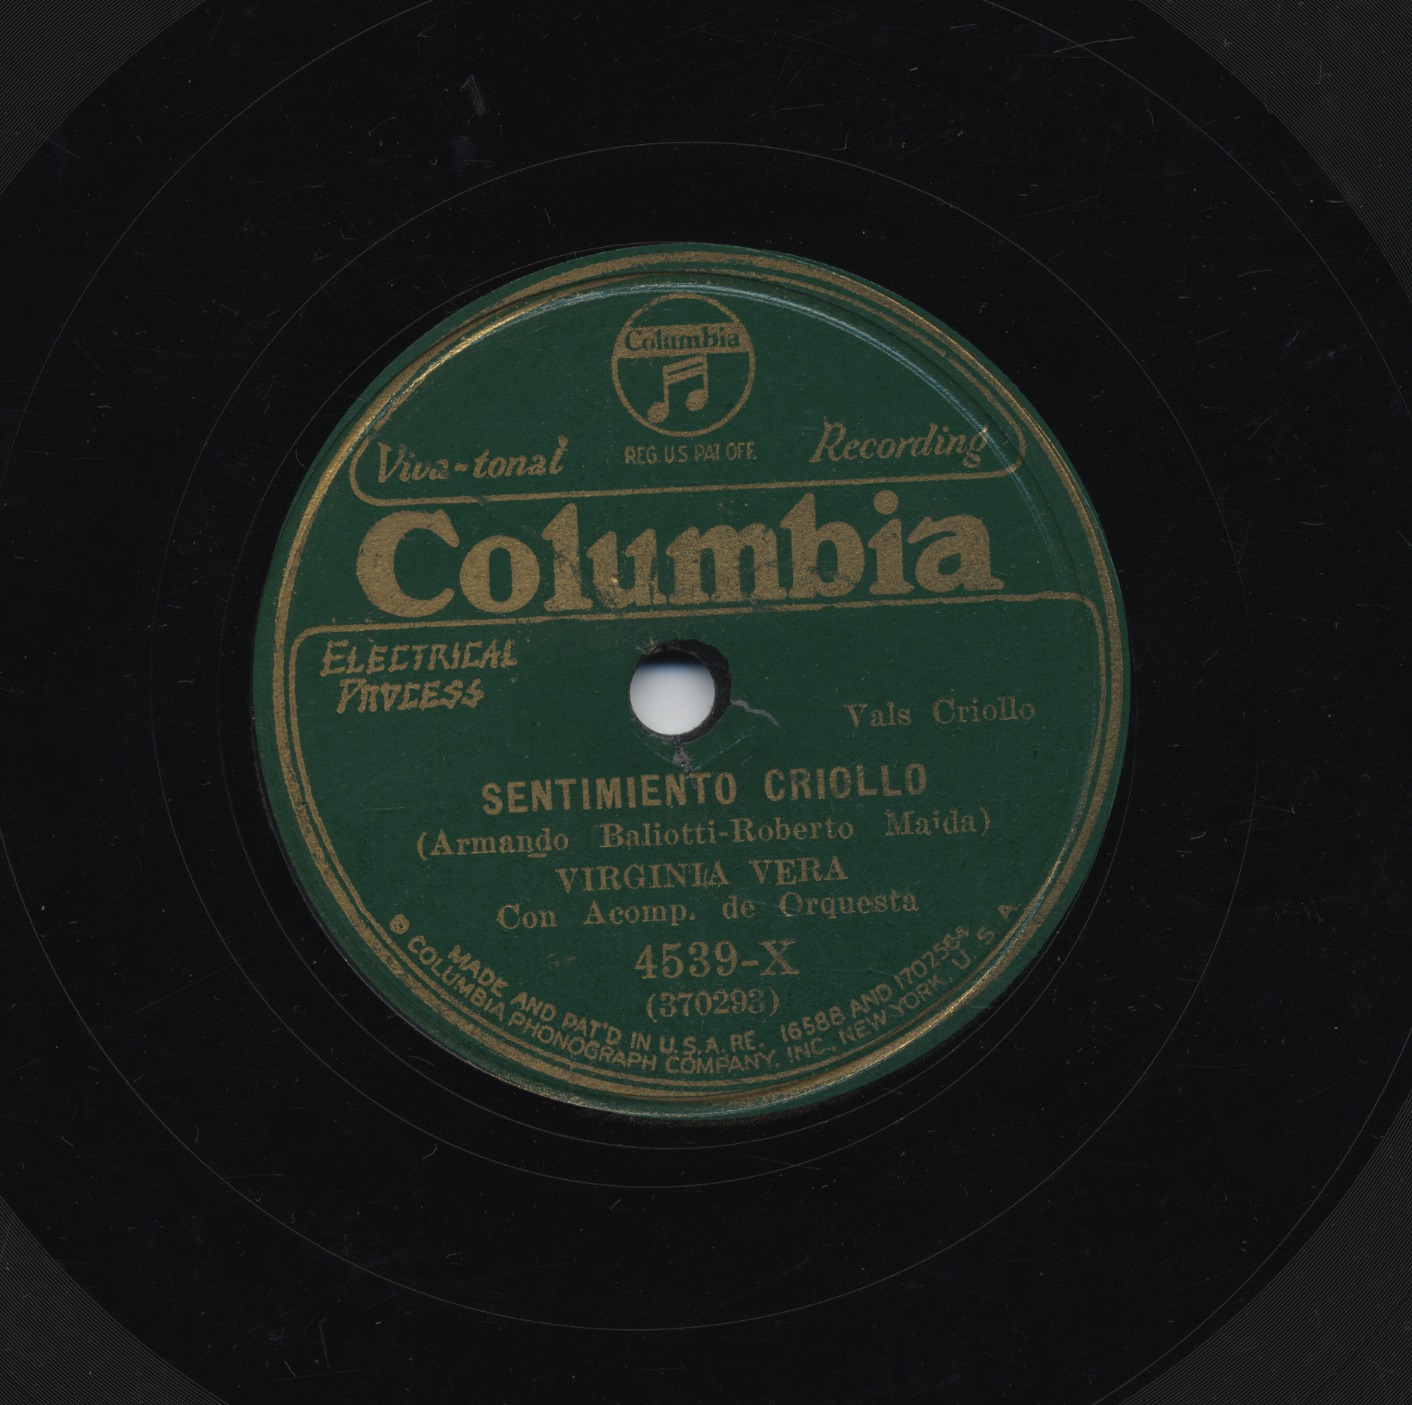 Columbia
REG. U.S. PAT. OFF.
Viva-tonal Recording
Columbia
ELECTRICAL
PROCESS
Vals Criollo
SENTIMIENTO CRIOLLO
(Armando Baliotti-Roberto Maida)
VIRGINIA VERA
Con Acomp. de Orquesta
4539-X
(370293)
MADE AND PAT'D IN U.S.A. RE. 16588 AND 1702564
COLUMBIA PHONOGRAPH COMPANY, INC., NEW YORK, U. S. A.